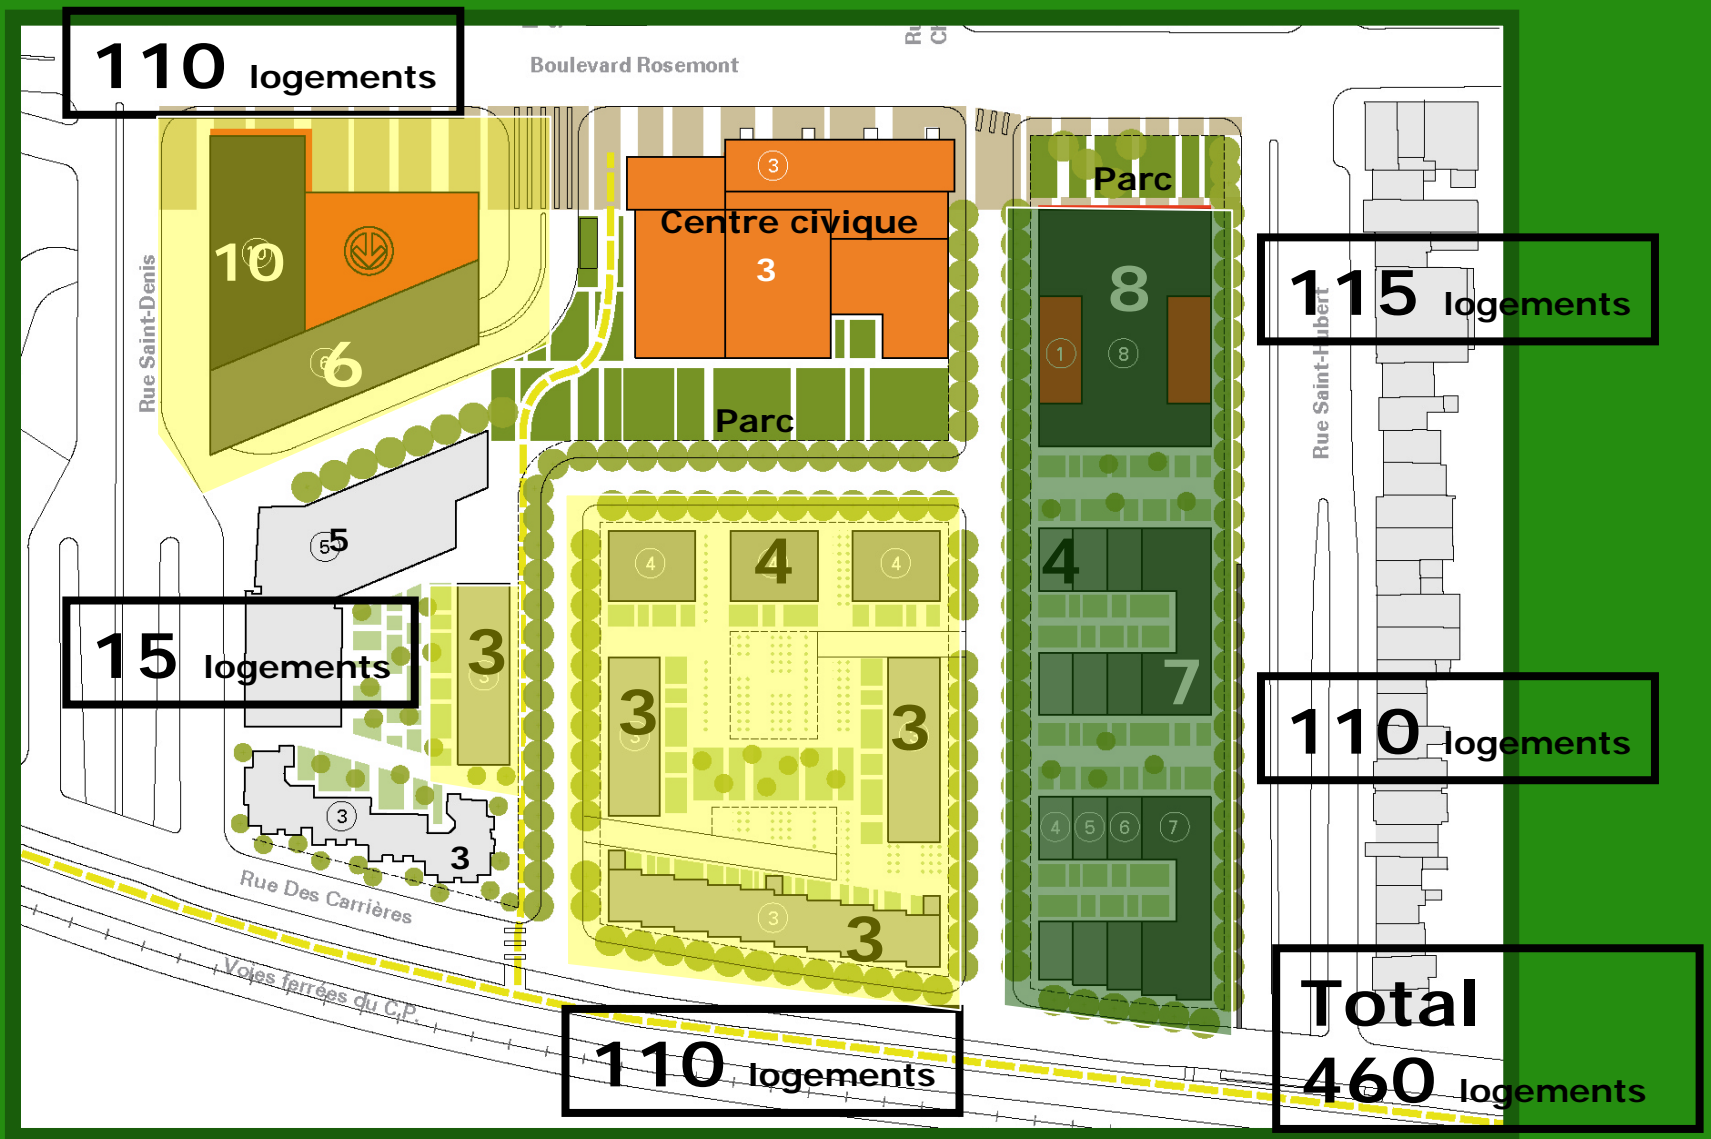 110 logements
Boulevard Rosemont
3
Parc
Centre civique
10
3
8
115 logements
Rue Saint-Denis
6
1
8
Rue Saint-Hubert
Parc
5
5
4
4
4
4
15 logements
3
3
3
7
110 logements
3
4
5
6
7
3
Rue Des Carrières
3
3
Voies ferrées du C.P.
Total
460 logements
110 logements